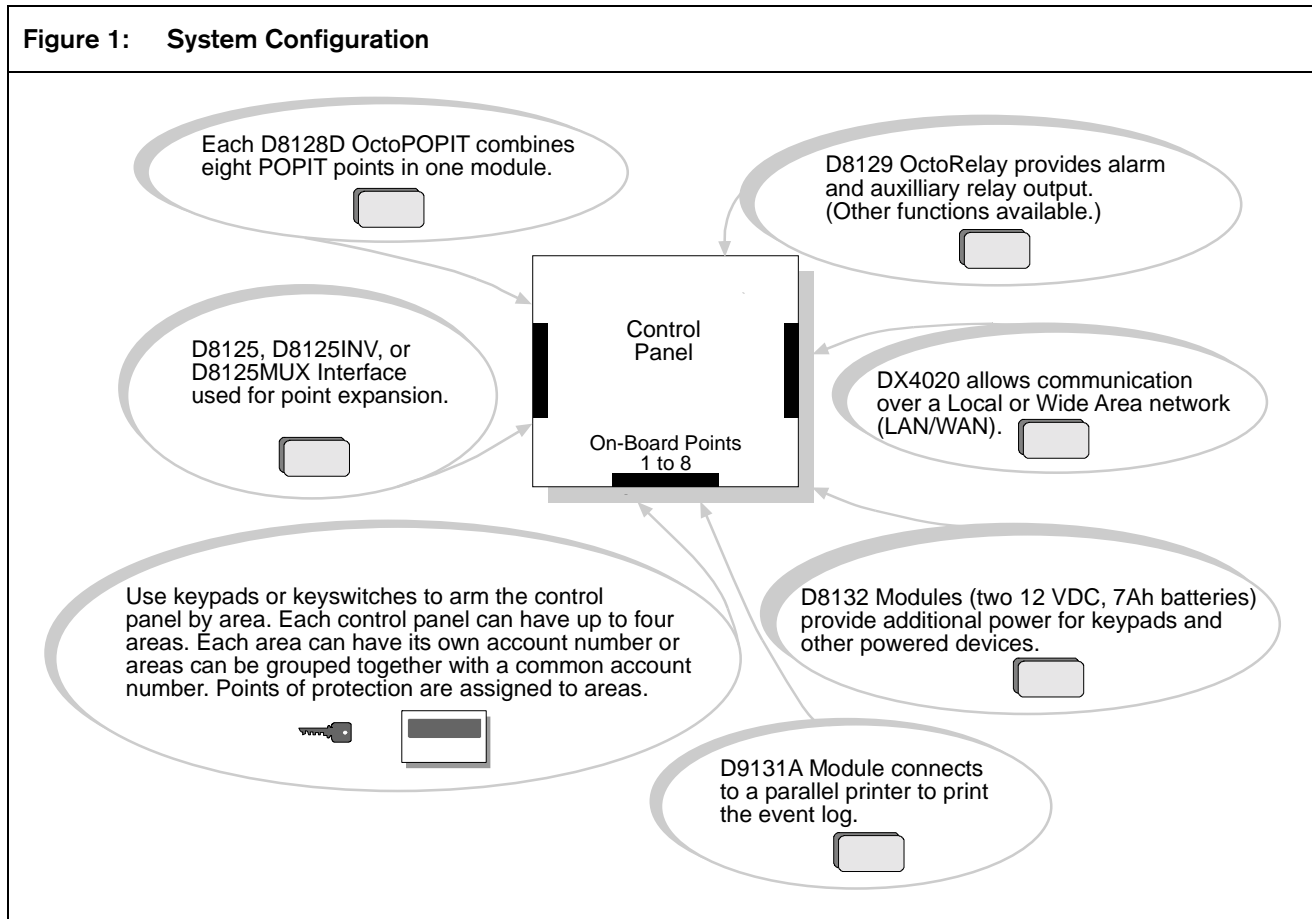 Figure 1: System Configuration
Each D8128D OctoPOPIT combines
eight POPIT points in one module.
D8129 OctoRelay provides alarm
and auxilliary relay output.
(Other functions available.)
Control
Panel
On-Board Points
1 to 8
D8125, D8125INV, or
D8125MUX Interface
used for point expansion.
DX4020 allows communication
over a Local or Wide Area network
(LAN/WAN).
Use keypads or keyswitches to arm the control
panel by area. Each control panel can have up to four
areas. Each area can have its own account number or
areas can be grouped together with a common account
number. Points of protection are assigned to areas.
D8132 Modules (two 12 VDC, 7Ah batteries)
provide additional power for keypads and
other powered devices.
D9131A Module connects
to a parallel printer to print
the event log.